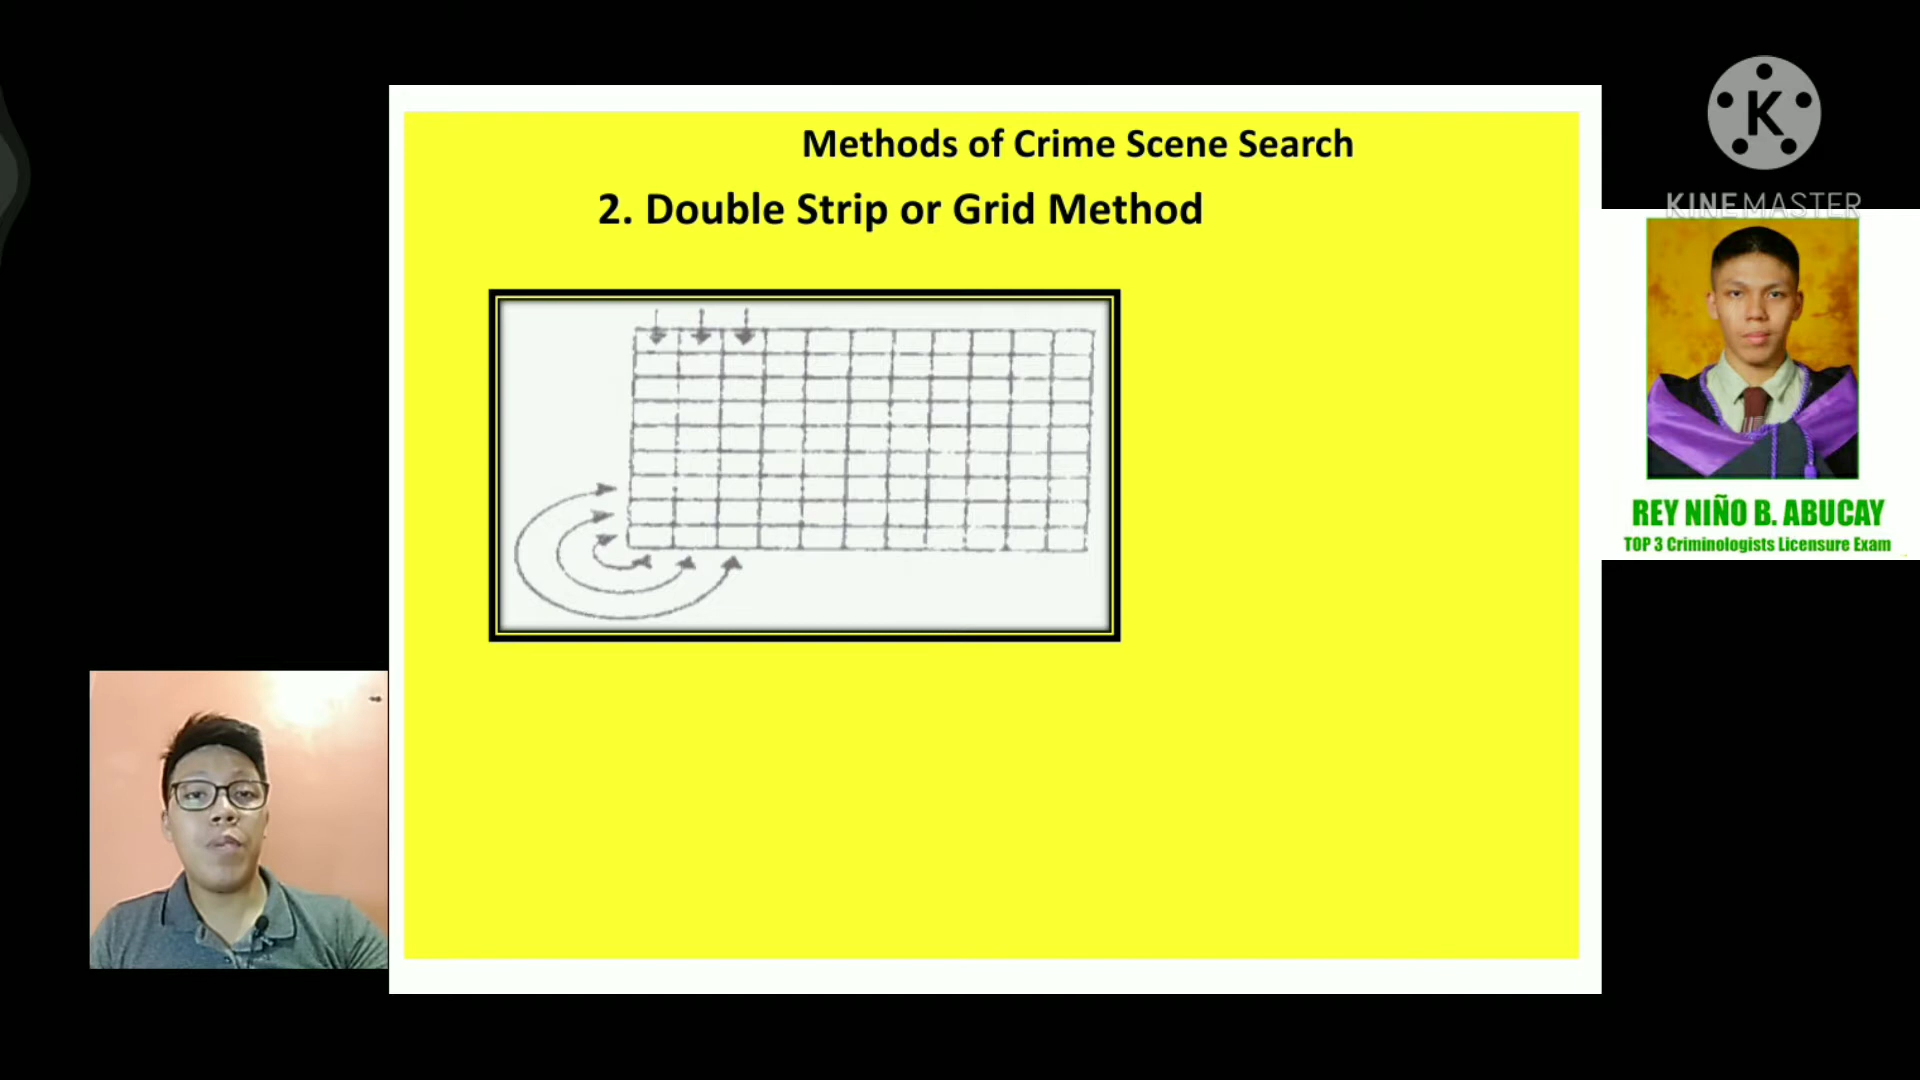 Methods of Crime Scene Search
2. Double Strip or Grid Method
K
KINEMASTER
REY NIÑO B. ABUCAY
TOP 3 Criminologists Licensure Exam